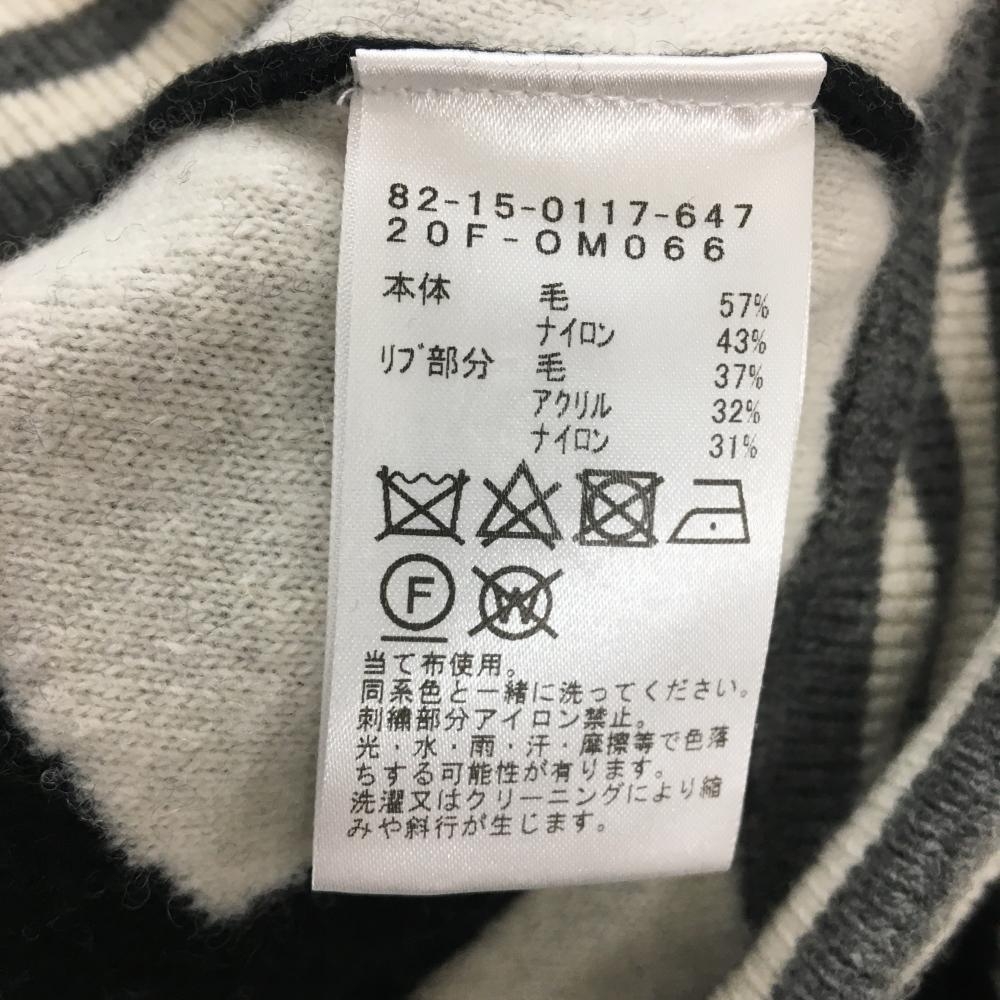 82-15-0117-647
20F-OM066
本体 毛 57%
ナイロン 43%
リブ部分 毛 37%
アクリル 32%
ナイロン 31%
F W
当て布使用。
同系色と一緒に洗ってください。
刺繍部分アイロン禁止。
光・水・雨・汗・摩擦等で色落
ちする可能性が有ります。
洗濯又はクリーニングにより縮
みや斜行が生じます。